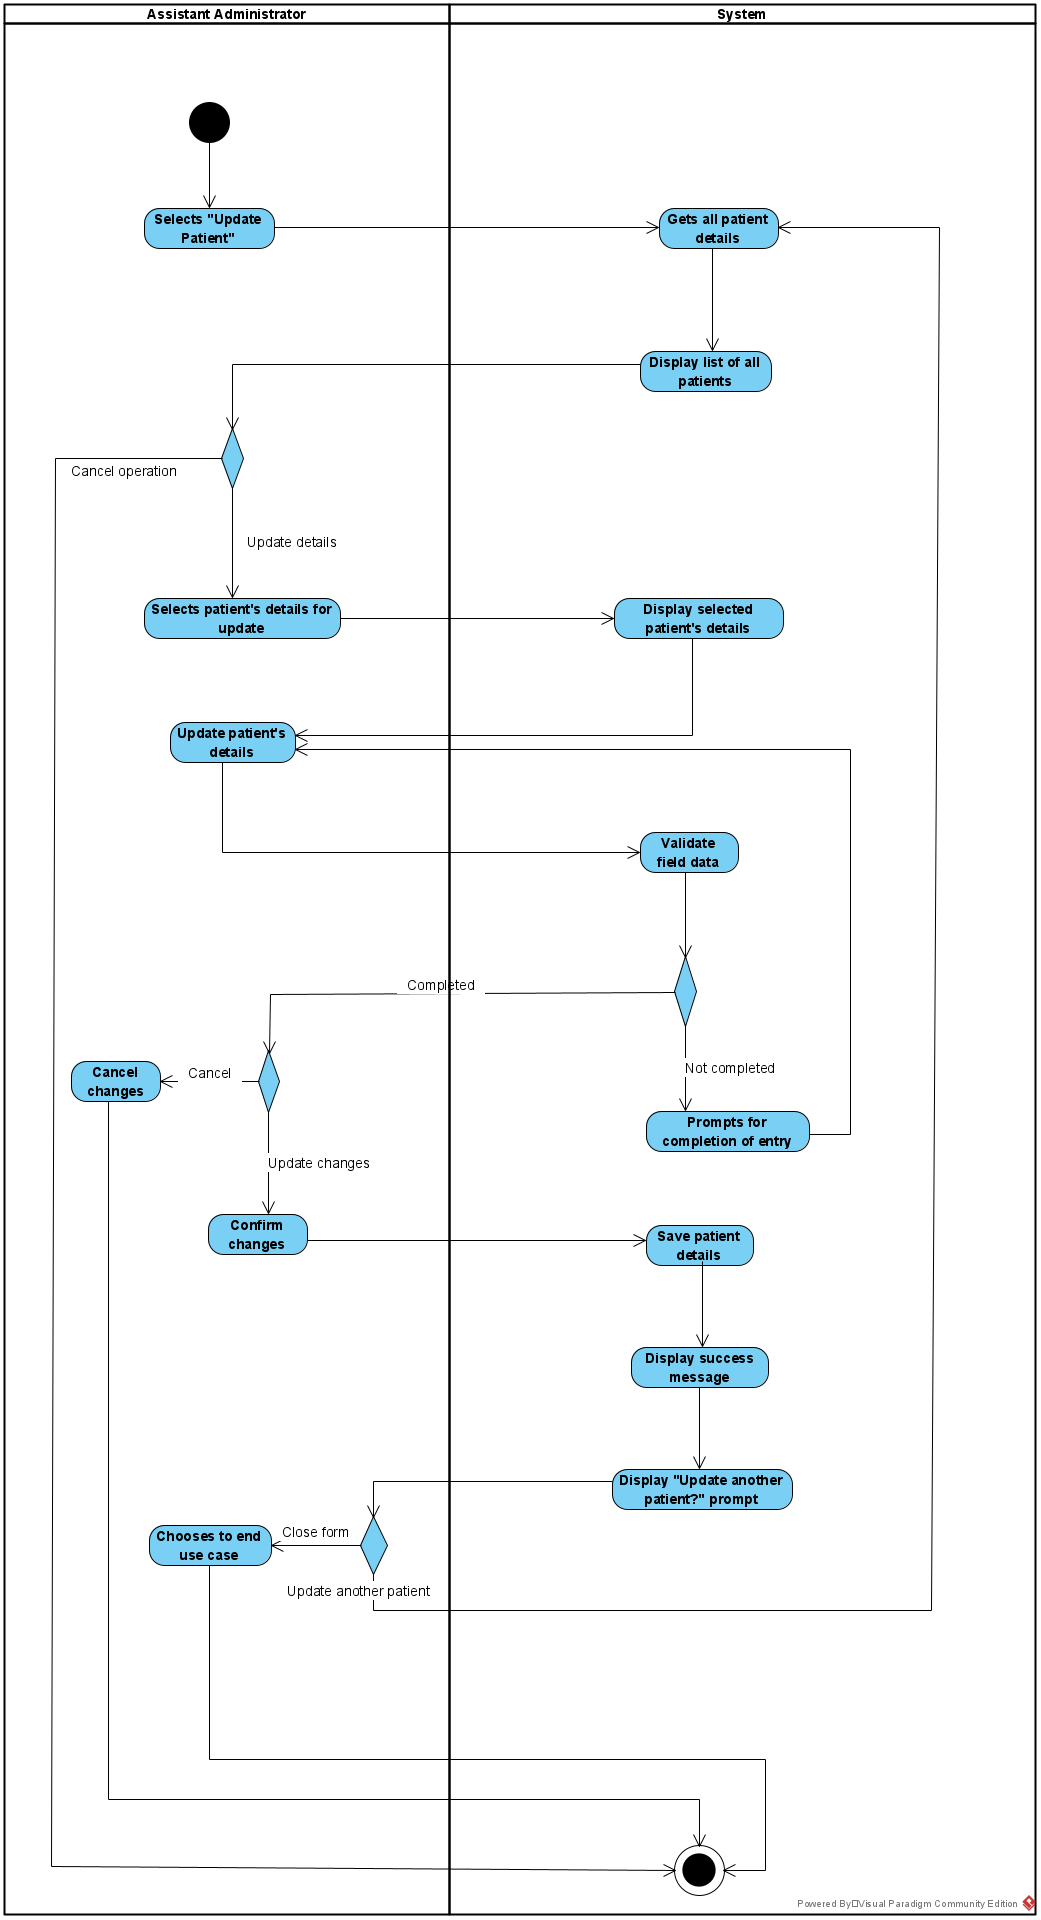 Assistant Administrator
System
Selects "Update
Patient"
Gets all patient
details
Display list of all
patients
Cancel operation
Update details
Selects patient's details for
update
Display selected
patient's details
Update patient's
details
Validate
field data
Completed
Not completed
Cancel
Cancel
changes
Update changes
Prompts for
completion of entry
Confirm
changes
Save patient
details
Display success
message
Display "Update another
patient?" prompt
Close form
Chooses to end
use case
Update another patient
Powered By Visual Paradigm Community Edition